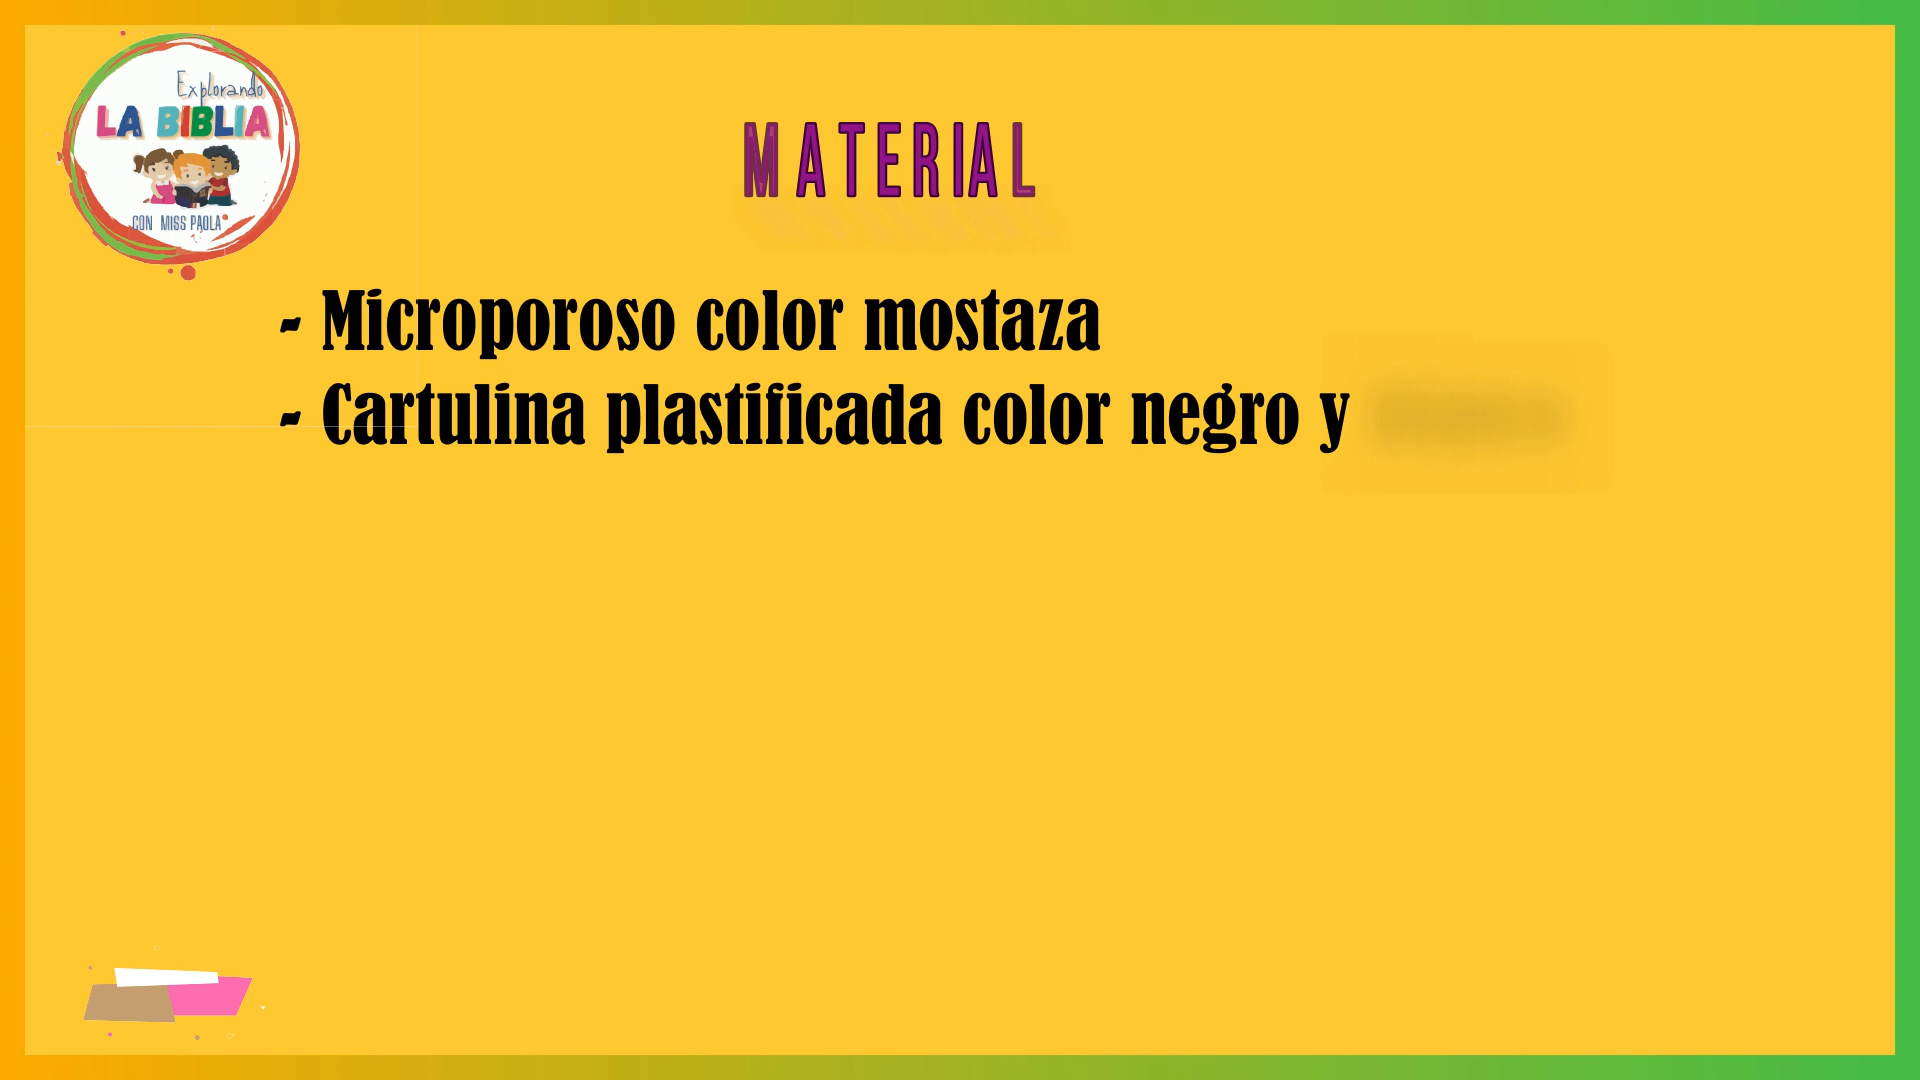 Explorando
LA BIBLIA
CON MISS PAOLA
MATERIAL
- Microporoso color mostaza
- Cartulina plastificada color negro y